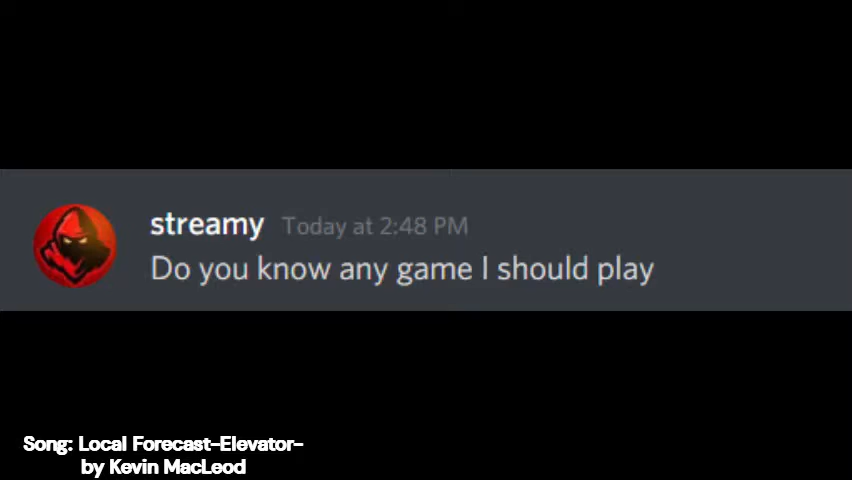 streamy Today at 2:48 PM
Do you know any game I should play
Song: Local Forecast-Elevator-
by Kevin MacLeod